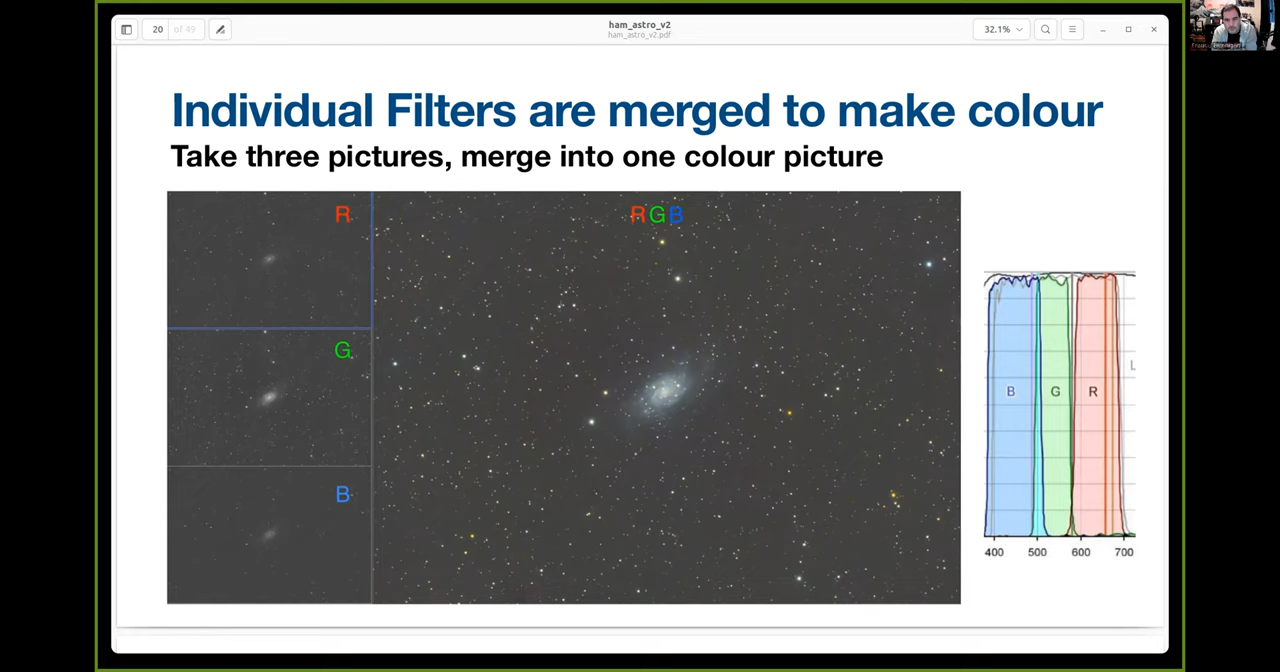 20 of 49
ham_astro_v2
ham_astro_v2.pdf
32.1%
Individual Filters are merged to make colour
Take three pictures, merge into one colour picture
R
G
B
RGB
B G R L
400 500 600 700